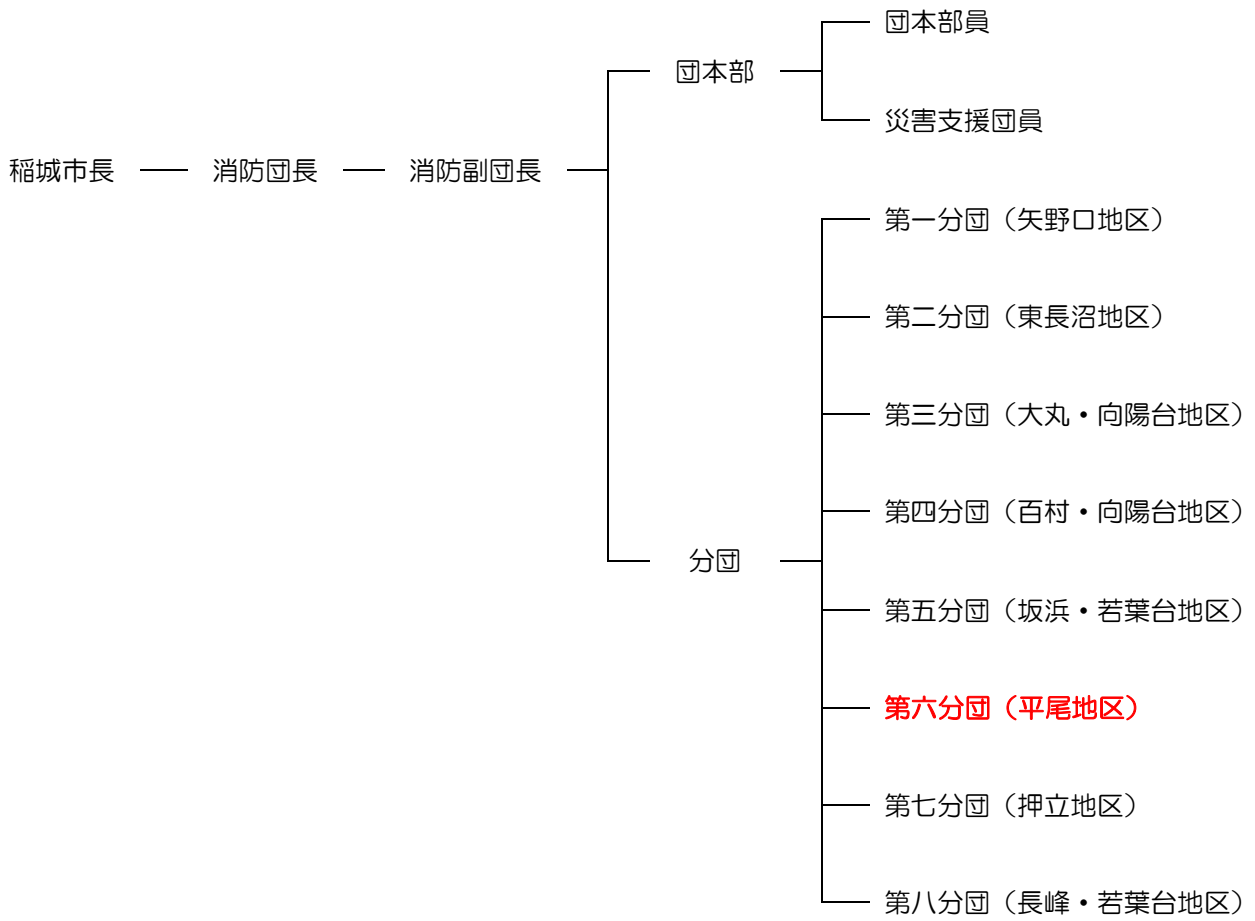 団本部員
団本部
災害支援団員
稲城市長
消防団長
消防副団長
第一分団（矢野口地区）
第二分団（東長沼地区）
第三分団（大丸・向陽台地区）
第四分団（百村・向陽台地区）
分団
第五分団（坂浜・若葉台地区）
第六分団（平尾地区）
第七分団（押立地区）
第八分団（長峰・若葉台地区）